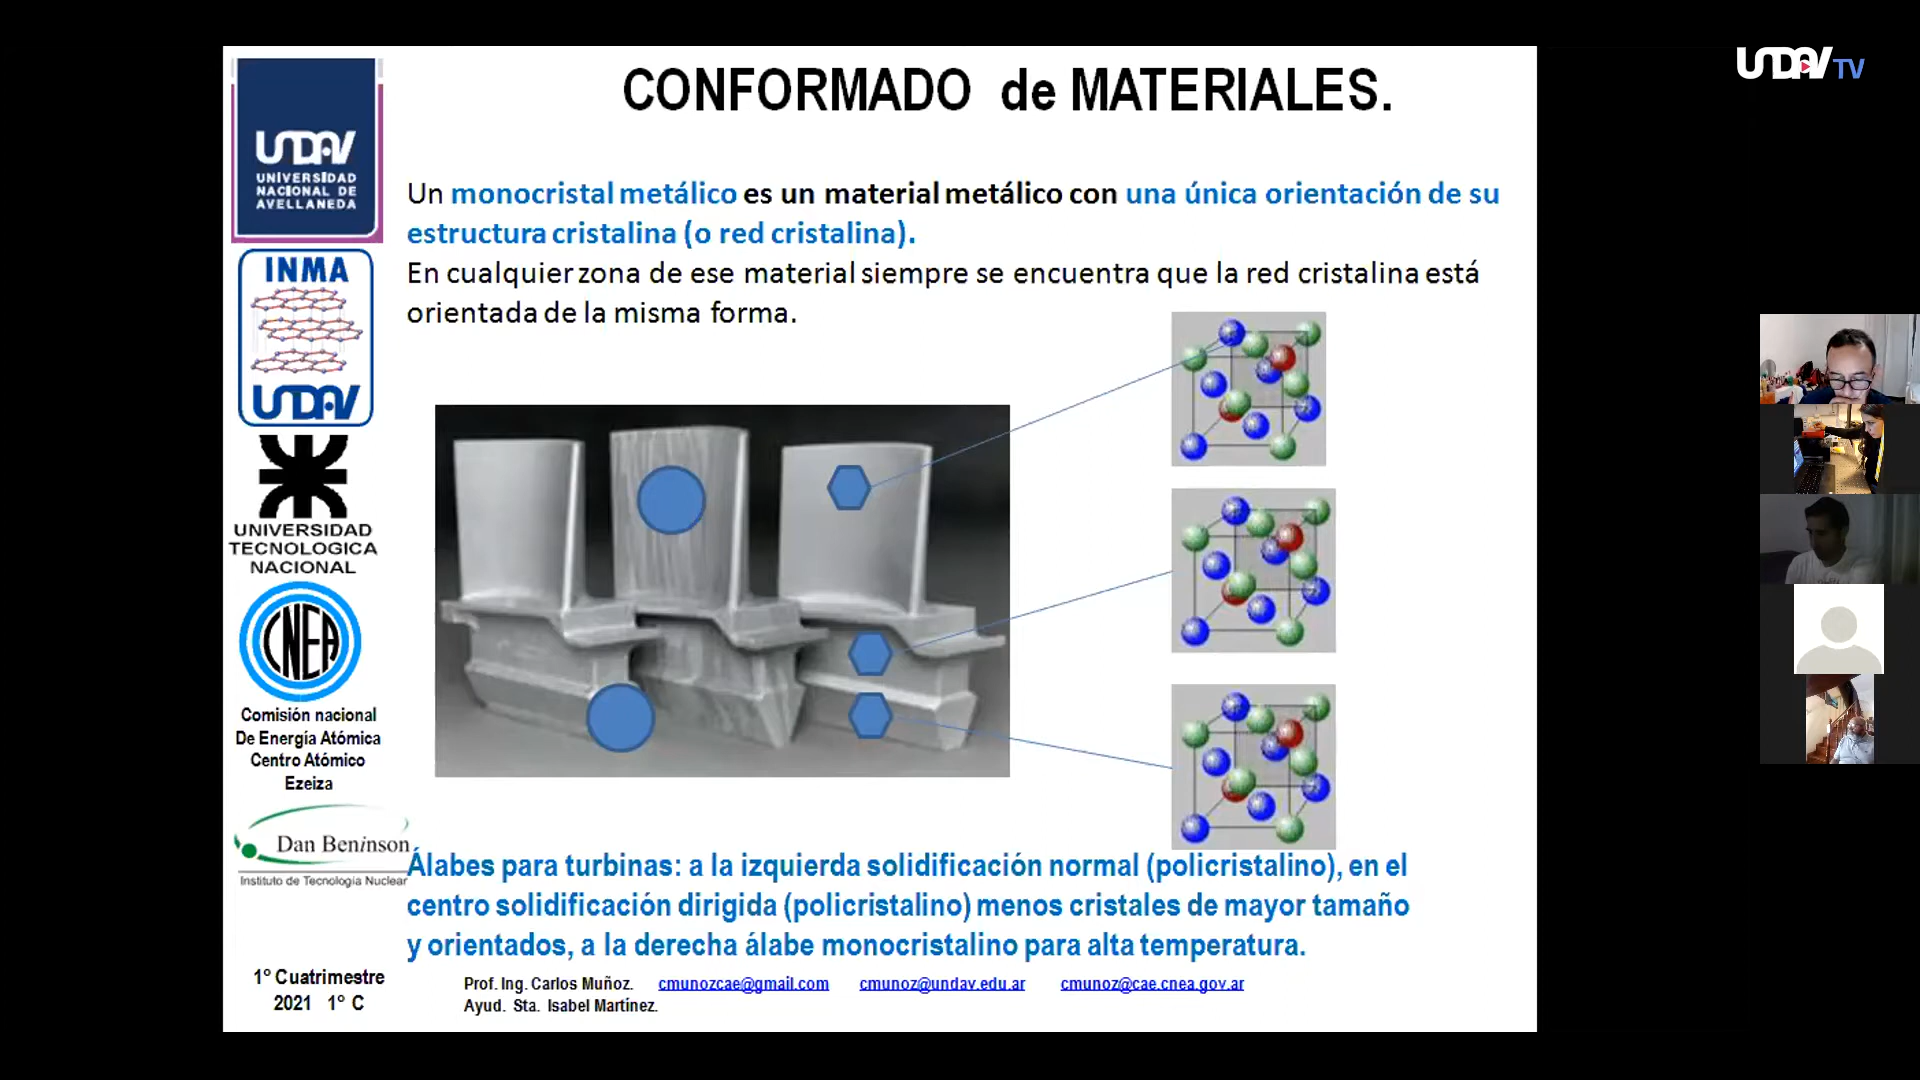 UNDAV TV
CONFORMADO de MATERIALES.
UNDAV
UNIVERSIDAD
NACIONAL DE
AVELLANEDA
Un monocristal metálico es un material metálico con una única orientación de su
estructura cristalina (o red cristalina).
En cualquier zona de ese material siempre se encuentra que la red cristalina está
orientada de la misma forma.
INMA
UNDAV
UNIVERSIDAD
TECNOLOGICA
NACIONAL
CNEA
Comisión nacional
De Energía Atómica
Centro Atómico
Ezeiza
Dan Beninson
Instituto de Tecnología Nuclear
Álabes para turbinas: a la izquierda solidificación normal (policristalino), en el
centro solidificación dirigida (policristalino) menos cristales de mayor tamaño
y orientados, a la derecha álabe monocristalino para alta temperatura.
1º Cuatrimestre
2021 1º C
Prof. Ing. Carlos Muñoz. cmunozcae@gmail.com cmunoz@undav.edu.ar cmunoz@cae.cnea.gov.ar
Ayud. Sta. Isabel Martínez.